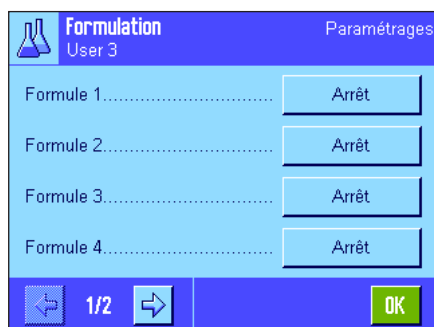 Formulation Paramétrages
User 3
Formule 1............................. Arrêt
Formule 2............................. Arrêt
Formule 3............................. Arrêt
Formule 4............................. Arrêt
1/2 OK